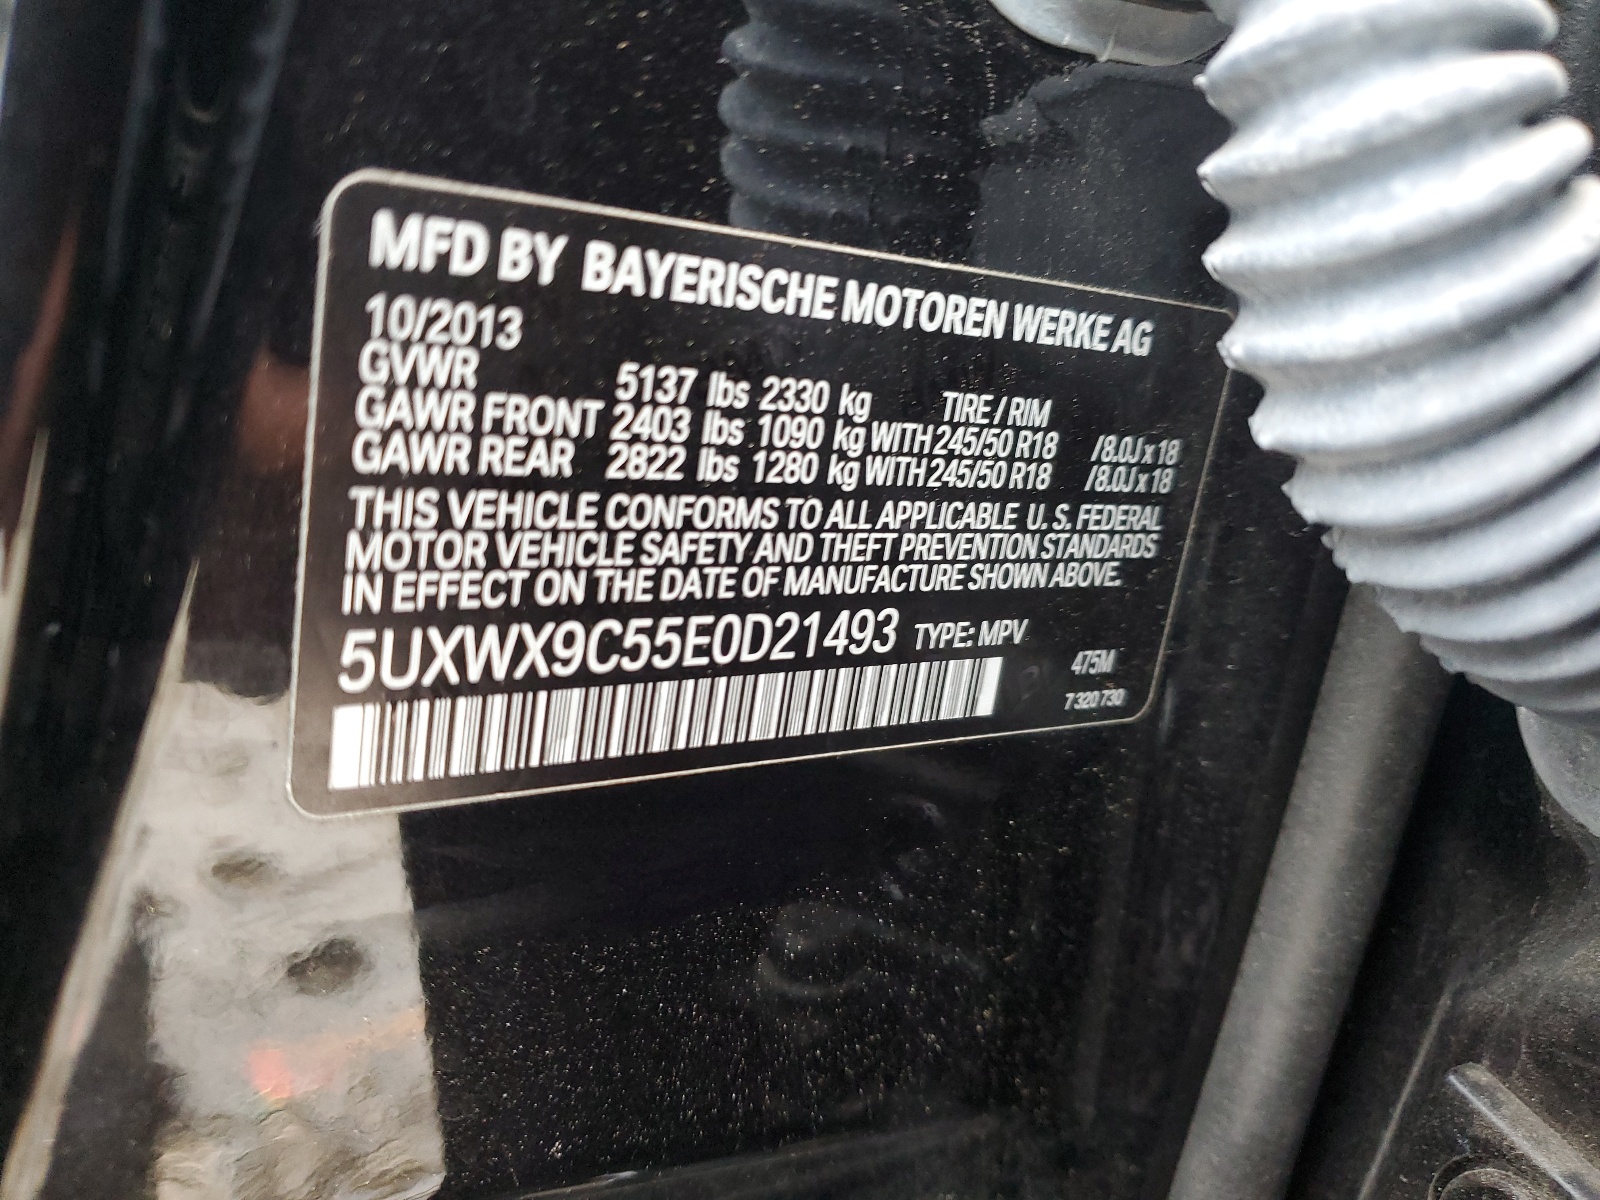 MFD BY BAYERISCHE MOTOREN WERKE AG
10/2013
GVWR 5137 lbs 2330 kg TIRE / RIM
GAWR FRONT 2403 lbs 1090 kg WITH 245/50 R18 /8.0J x 18
GAWR REAR 2822 lbs 1280 kg WITH 245/50 R18 /8.0J x 18
THIS VEHICLE CONFORMS TO ALL APPLICABLE U. S. FEDERAL
MOTOR VEHICLE SAFETY AND THEFT PREVENTION STANDARDS
IN EFFECT ON THE DATE OF MANUFACTURE SHOWN ABOVE.
5UXWX9C55E0D21493 TYPE: MPV
475M
7 320 730